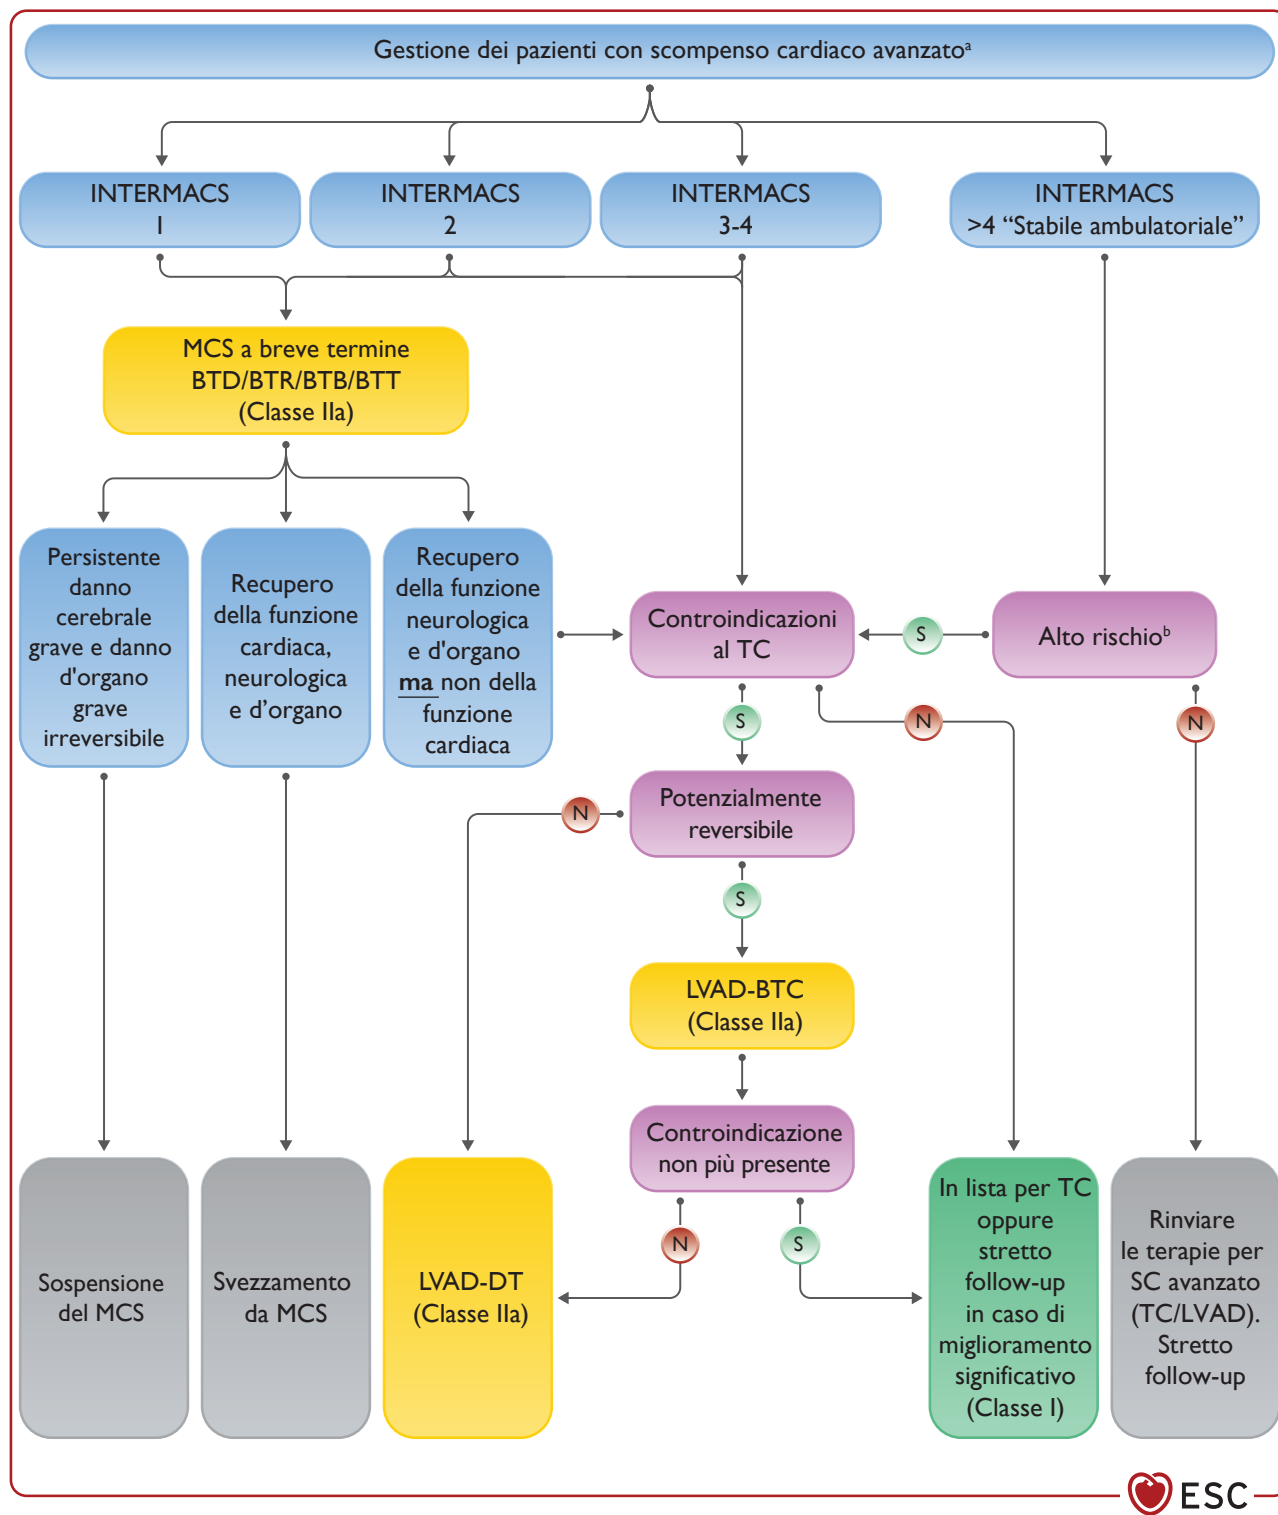 Gestione dei pazienti con scompenso cardiaco avanzatoᵃ
INTERMACS
1
INTERMACS
2
INTERMACS
3-4
INTERMACS
>4 “Stabile ambulatoriale”
MCS a breve termine
BTD/BTR/BTB/BTT
(Classe IIa)
Persistente
danno
cerebrale
grave e danno
d'organo
grave
irreversibile
Recupero
della funzione
cardiaca,
neurologica
e d’organo
Recupero
della funzione
neurologica
e d'organo
ma non della
funzione
cardiaca
Controindicazioni
al TC
S
Alto rischioᵇ
S
N
N
Potenzialmente
reversibile
N
S
LVAD-BTC
(Classe IIa)
Controindicazione
non più presente
N
S
Sospensione
del MCS
Svezzamento
da MCS
LVAD-DT
(Classe IIa)
In lista per TC
oppure
stretto
follow-up
in caso di
miglioramento
significativo
(Classe I)
Rinviare
le terapie per
SC avanzato
(TC/LVAD).
Stretto
follow-up
ESC